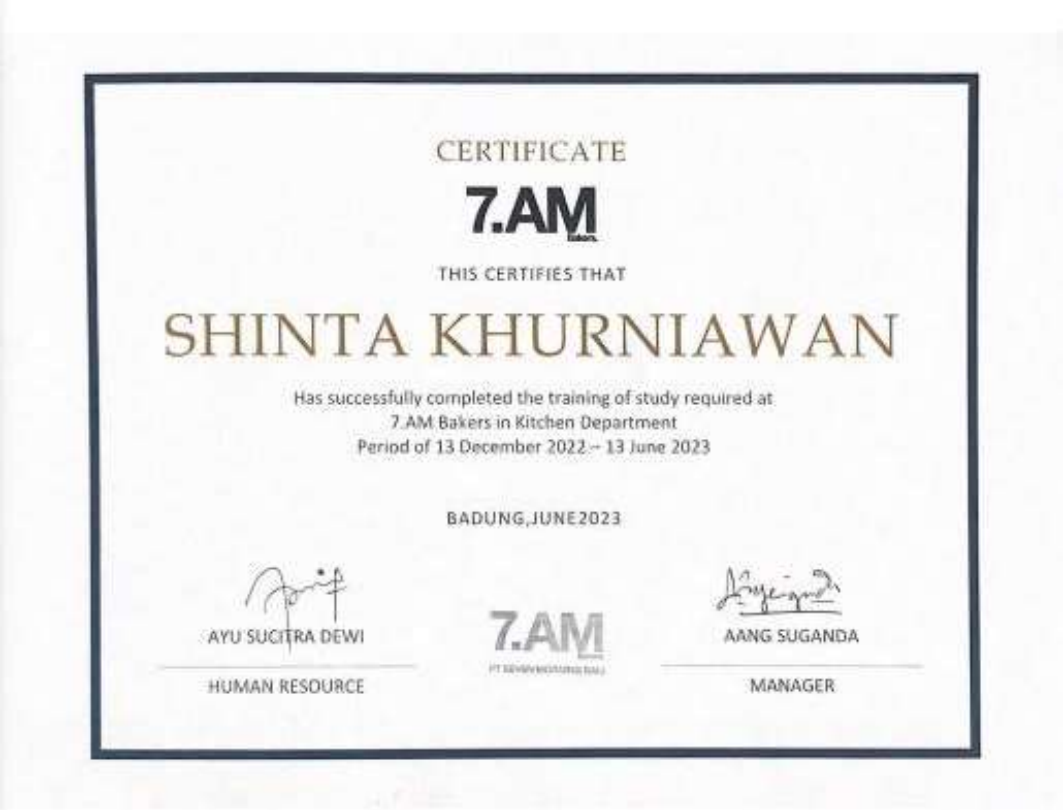 CERTIFICATE
7.AM
Bakers.
THIS CERTIFIES THAT
SHINTA KHURNIAWAN
Has successfully completed the training of study required at
7.AM Bakers in Kitchen Department
Period of 13 December 2022 – 13 June 2023
BADUNG,JUNE2023
AYU SUCITRA DEWI
HUMAN RESOURCE
7.AM
AANG SUGANDA
MANAGER